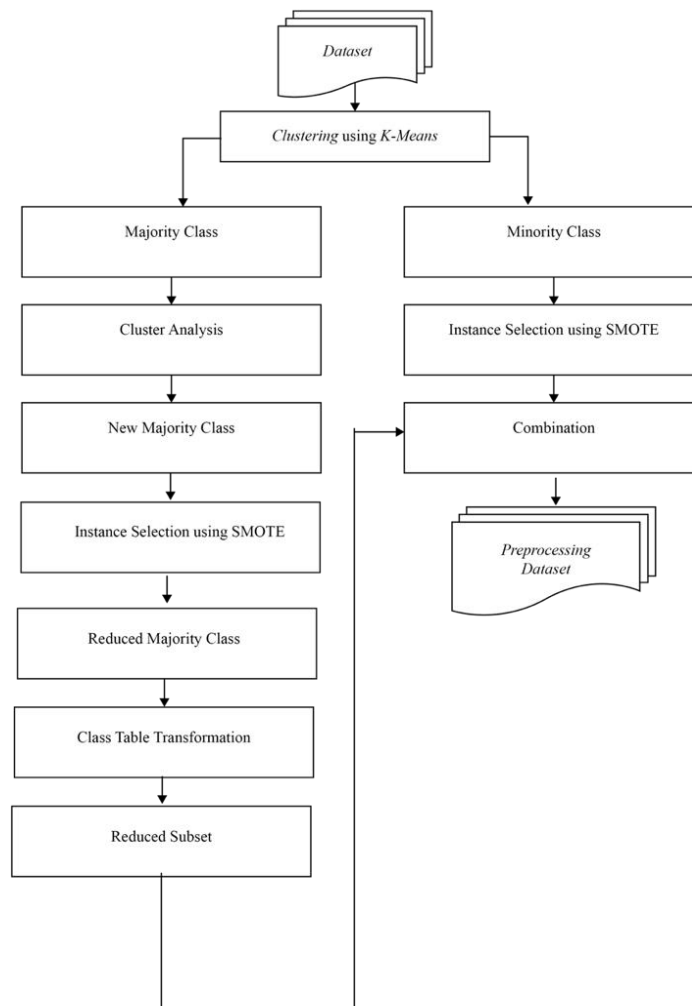 Dataset
Clustering using K-Means
Majority Class
Cluster Analysis
New Majority Class
Instance Selection using SMOTE
Reduced Majority Class
Class Table Transformation
Reduced Subset
Minority Class
Instance Selection using SMOTE
Combination
Preprocessing
Dataset